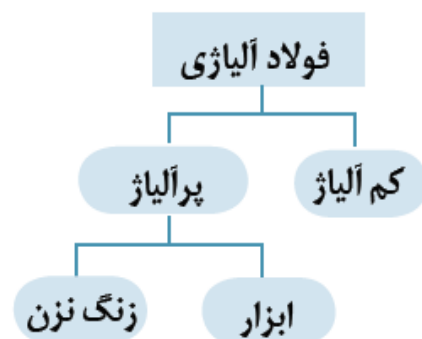 فولاد آلیاژی
کم آلیاژ
پرآلیاژ
ابزار
زنگ نزن